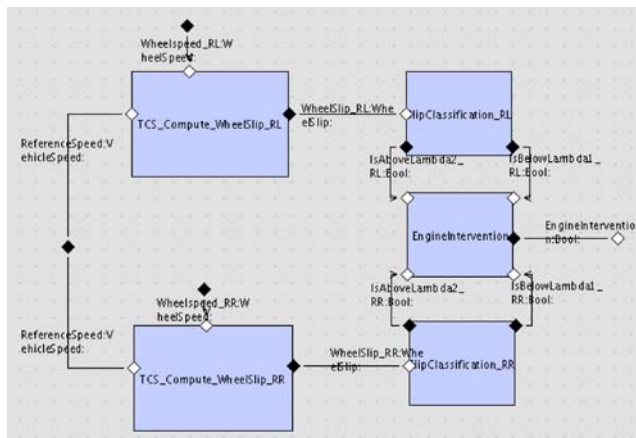 Wheelspeed_RL:W
heelSpeed:
TCS_Compute_WheelSlip_RL
WheelSlip_RL:Whe
elSlip:
lipClassification_RL
ReferenceSpeed:V
ehicleSpeed:
IsAboveLambda2_
RL:Bool:
IsBelowLambda1_
RL:Bool:
EngineIntervention
EngineInterventio
n:Bool:
IsAboveLambda2_
RR:Bool:
IsBelowLambda1_
RR:Bool:
Wheelspeed_RR:W
heelSpeed:
ReferenceSpeed:V
ehicleSpeed:
TCS_Compute_WheelSlip_RR
WheelSlip_RR:Whe
elSlip:
lipClassification_RR